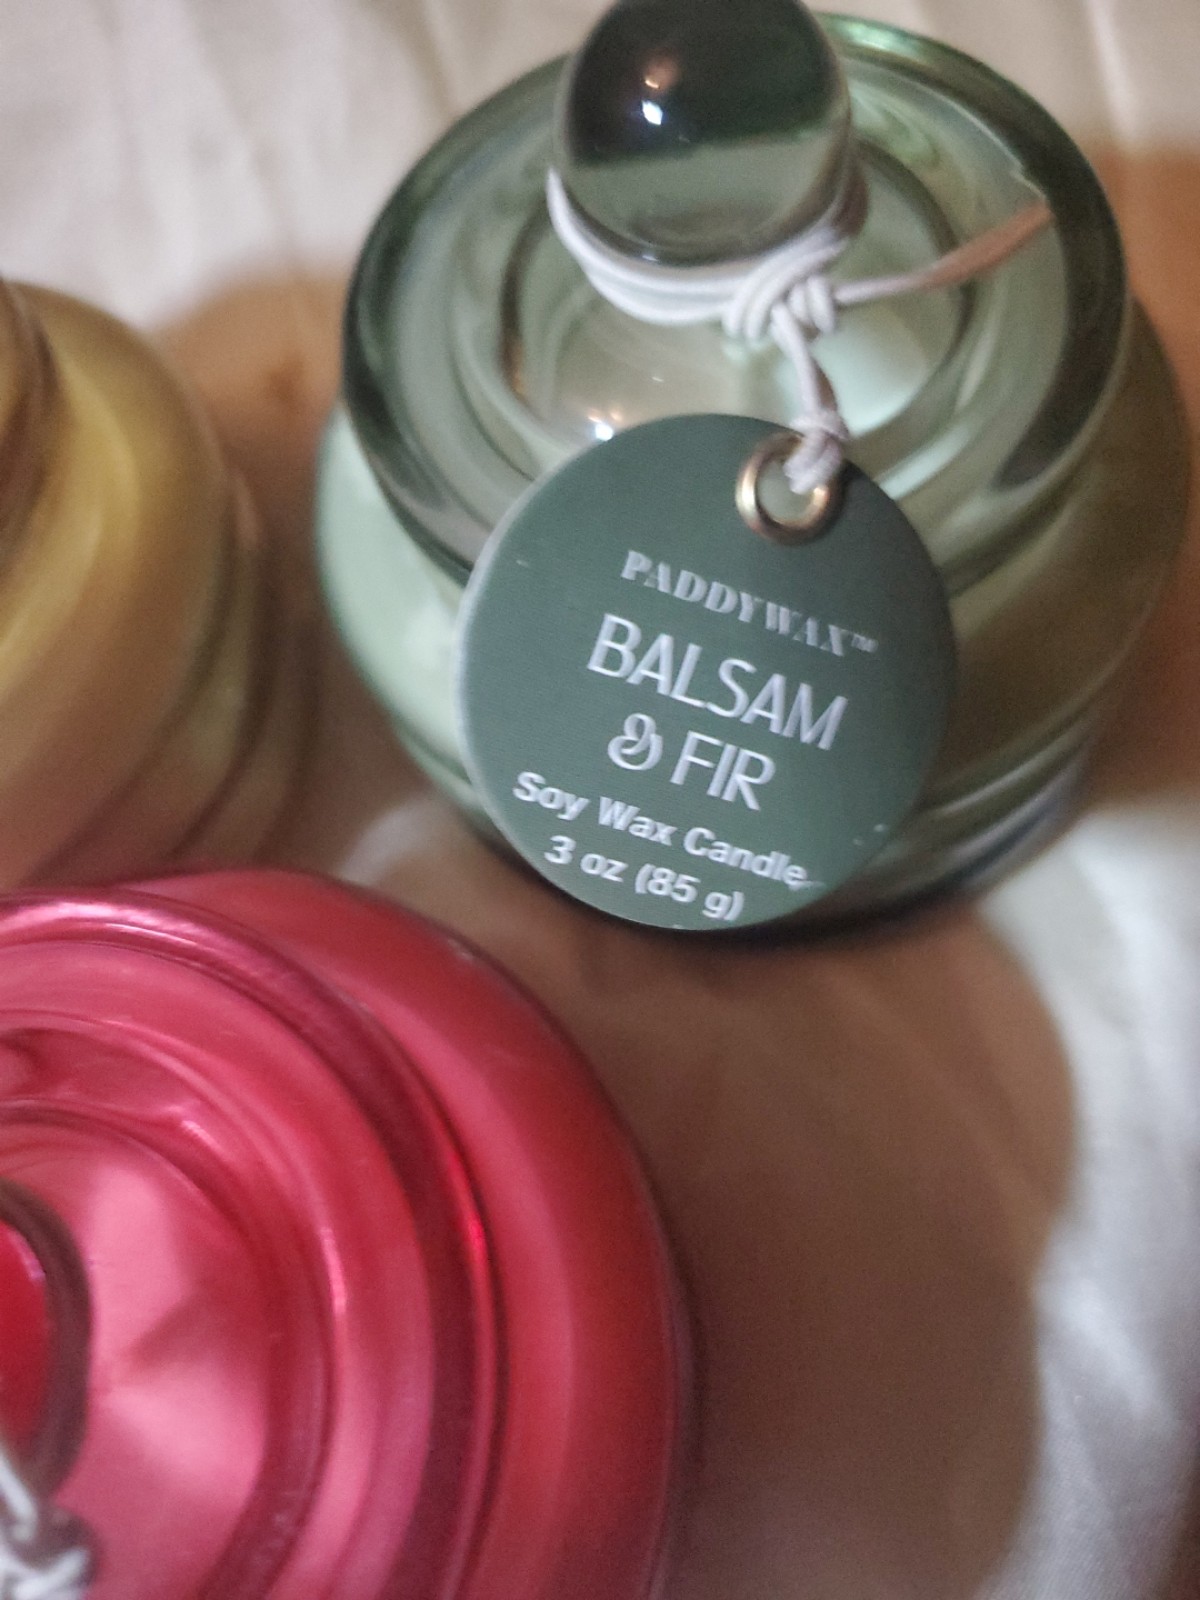 PADDYWAX™
BALSAM
& FIR
Soy Wax Candle
3 oz (85 g)